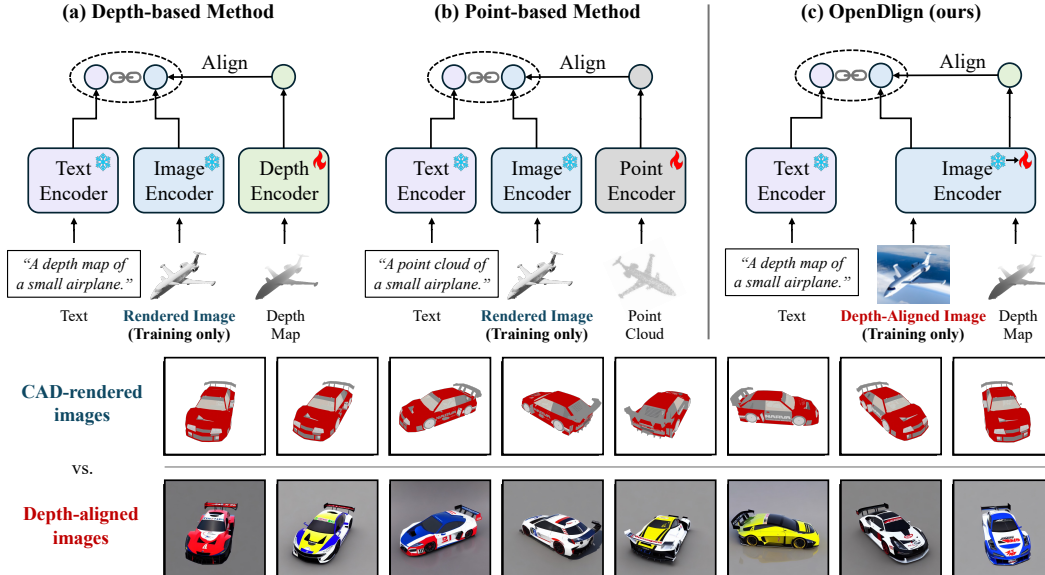 (a) Depth-based Method
(b) Point-based Method
(c) OpenDlign (ours)
Align
Align
Align
Text
Encoder
Image
Encoder
Depth
Encoder
Text
Encoder
Image
Encoder
Point
Encoder
Text
Encoder
Image
Encoder
“A depth map of
a small airplane.”
“A point cloud of
a small airplane.”
“A depth map of
a small airplane.”
Text
Rendered Image
(Training only)
Depth
Map
Text
Rendered Image
(Training only)
Point
Cloud
Text
Depth-Aligned Image
(Training only)
Depth
Map
CAD-rendered
images
vs.
Depth-aligned
images